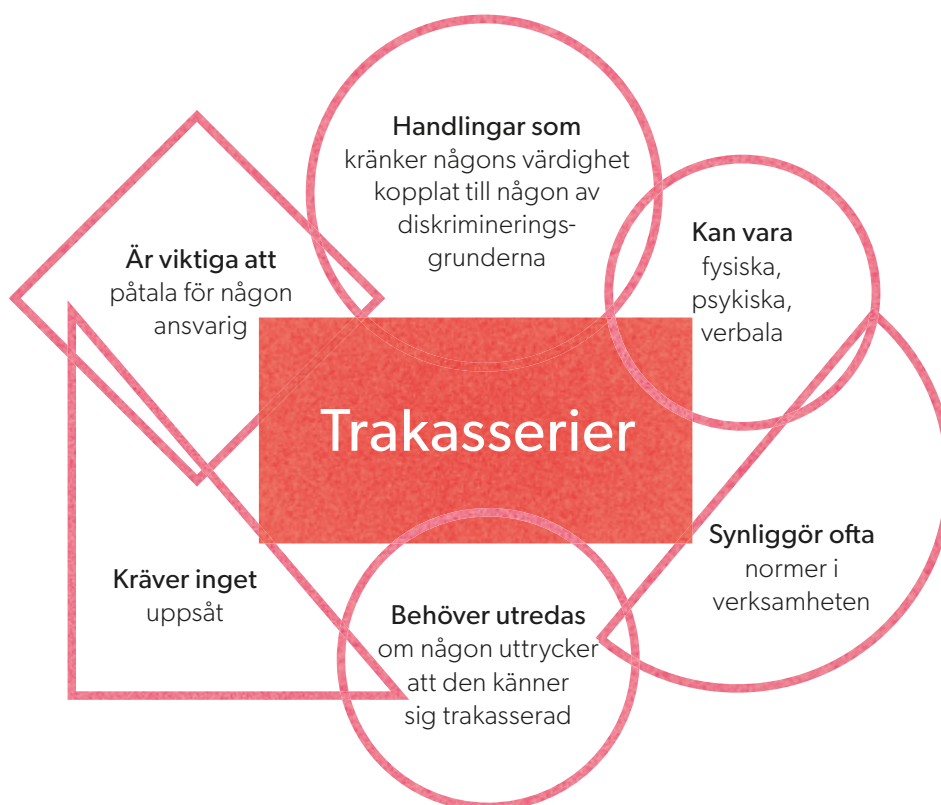 Handlingar som
kränker någons värdighet
kopplat till någon av
diskriminerings-
grunderna
Kan vara
fysiska,
psykiska,
verbala
Är viktiga att
påtala för någon
ansvarig
Trakasserier
Synliggör ofta
normer i
verksamheten
Kräver inget
uppsåt
Behöver utredas
om någon uttrycker
att den känner
sig trakasserad